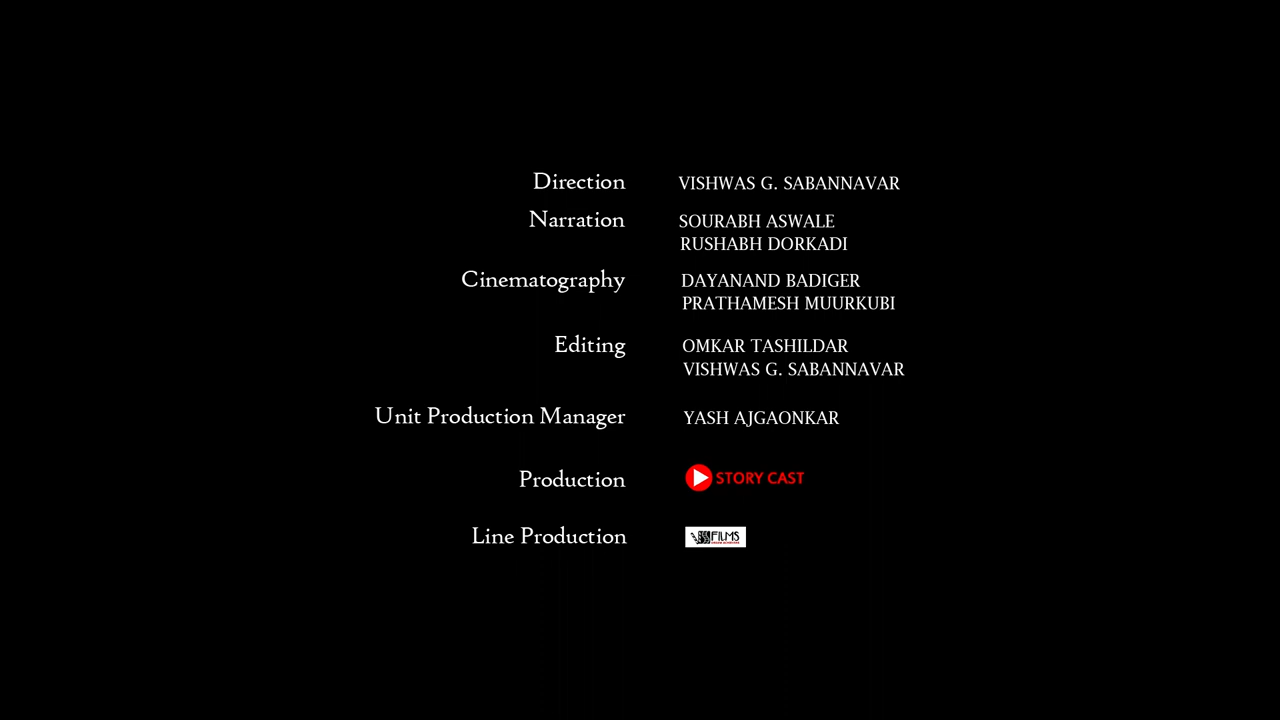 Direction VISHWAS G. SABANNAVAR
Narration SOURABH ASWALE
RUSHABH DORKADI
Cinematography DAYANAND BADIGER
PRATHAMESH MUURKUBI
Editing OMKAR TASHILDAR
VISHWAS G. SABANNAVAR
Unit Production Manager YASH AJGAONKAR
Production STORY CAST
Line Production FILMS